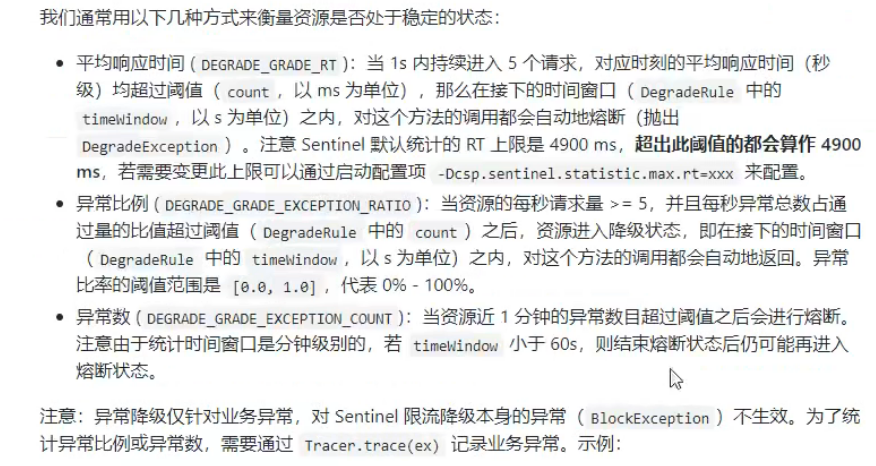 我们通常用以下几种方式来衡量资源是否处于稳定的状态：
• 平均响应时间 ( DEGRADE_GRADE_RT )：当 1s 内持续进入 5 个请求，对应时刻的平均响应时间（秒
级）均超过阈值（ count ，以 ms 为单位），那么在接下的时间窗口（ DegradeRule 中的
timeWindow ，以 s 为单位）之内，对这个方法的调用都会自动地熔断（抛出
DegradeException ）。注意 Sentinel 默认统计的 RT 上限是 4900 ms，超出此阈值的都会算作 4900
ms，若需要变更此上限可以通过启动配置项 -Dcsp.sentinel.statistic.max.rt=xxx 来配置。
• 异常比例 ( DEGRADE_GRADE_EXCEPTION_RATIO )：当资源的每秒请求量 >= 5，并且每秒异常总数占通
过量的比值超过阈值（ DegradeRule 中的 count ）之后，资源进入降级状态，即在接下的时间窗口
（ DegradeRule 中的 timeWindow ，以 s 为单位）之内，对这个方法的调用都会自动地返回。异常
比率的阈值范围是 [0.0, 1.0] ，代表 0% - 100%。
• 异常数 ( DEGRADE_GRADE_EXCEPTION_COUNT )：当资源近 1 分钟的异常数目超过阈值之后会进行熔断。
注意由于统计时间窗口是分钟级别的，若 timeWindow 小于 60s，则结束熔断状态后仍可能再进入
熔断状态。
注意：异常降级仅针对业务异常，对 Sentinel 限流降级本身的异常（ BlockException ）不生效。为了统
计异常比例或异常数，需要通过 Tracer.trace(ex) 记录业务异常。示例：